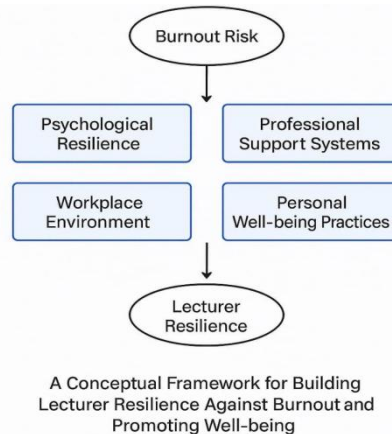 Burnout Risk
Psychological
Resilience
Professional
Support Systems
Workplace
Environment
Personal
Well-being Practices
Lecturer
Resilience
A Conceptual Framework for Building
Lecturer Resilience Against Burnout and
Promoting Well-being